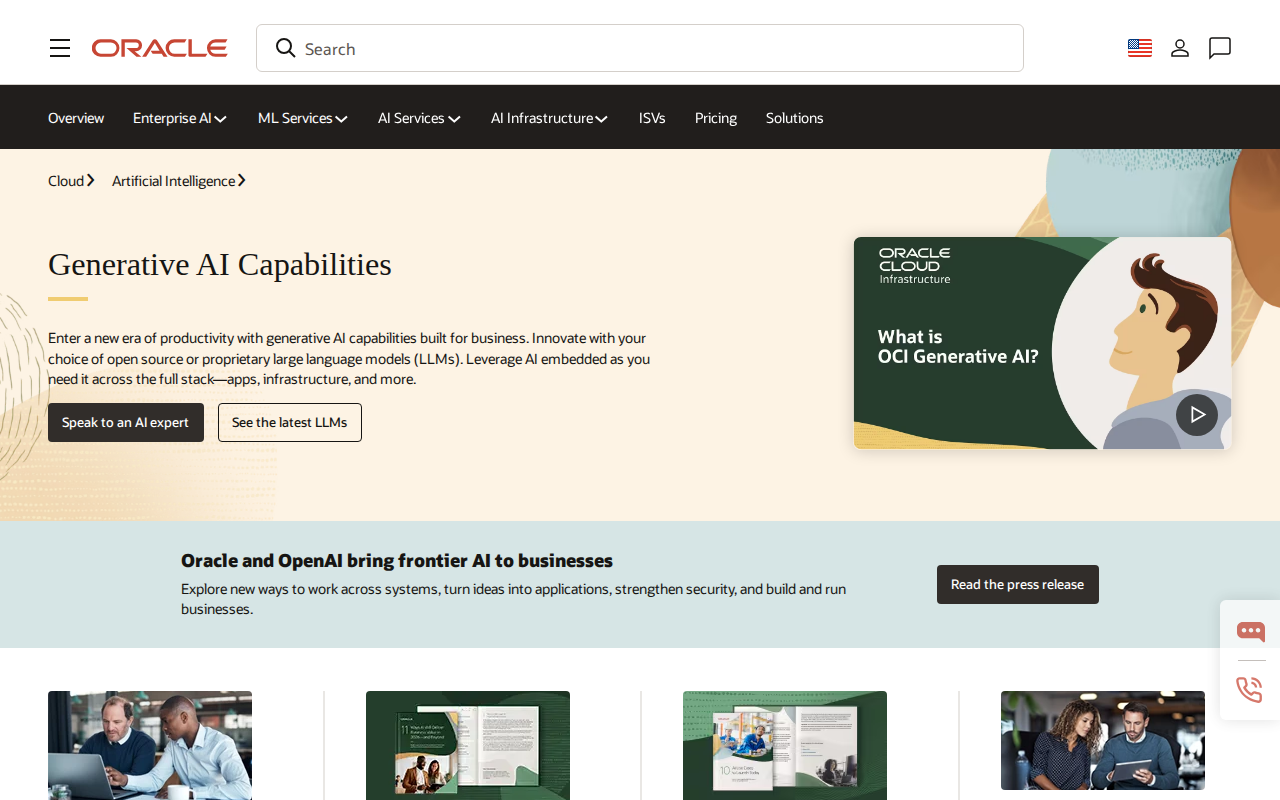 ORACLE
Search
Overview
Enterprise AI
ML Services
AI Services
AI Infrastructure
ISVs
Pricing
Solutions
Cloud
Artificial Intelligence
Generative AI Capabilities
Enter a new era of productivity with generative AI capabilities built for business. Innovate with your
choice of open source or proprietary large language models (LLMs). Leverage AI embedded as you
need it across the full stack—apps, infrastructure, and more.
Speak to an AI expert
See the latest LLMs
ORACLE
CLOUD
Infrastructure
What is
OCI Generative AI?
Oracle and OpenAI bring frontier AI to businesses
Explore new ways to work across systems, turn ideas into applications, strengthen security, and build and run
businesses.
Read the press release